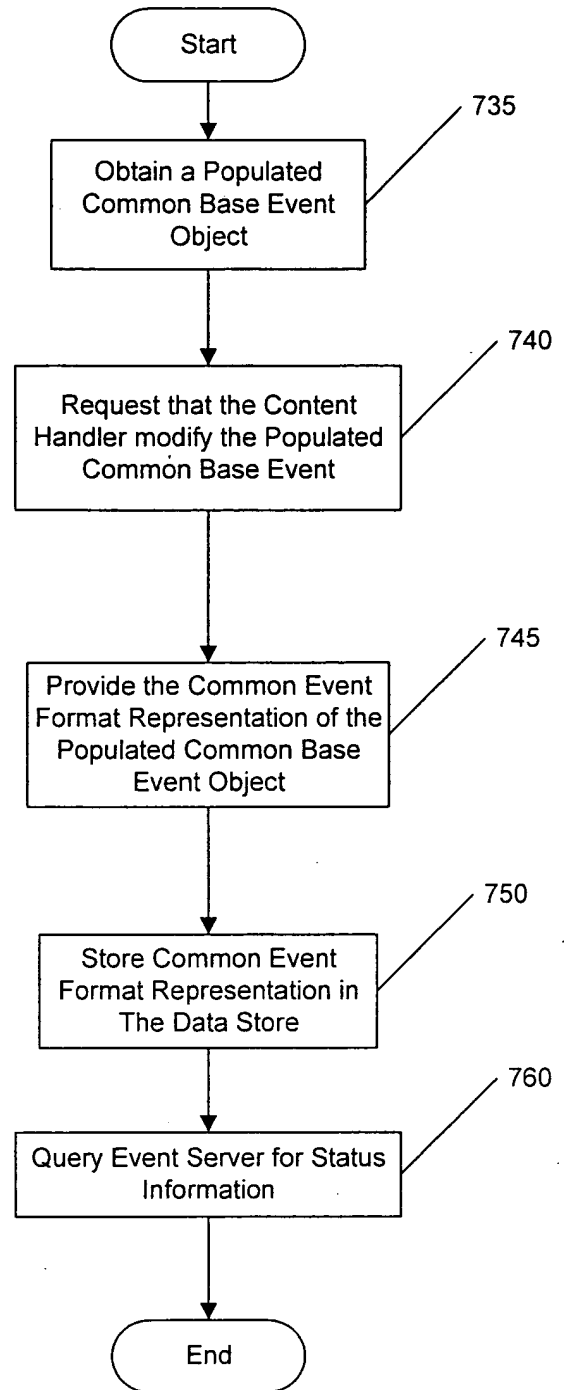 Start
735
Obtain a Populated
Common Base Event
Object
740
Request that the Content
Handler modify the Populated
Common Base Event
745
Provide the Common Event
Format Representation of the
Populated Common Base
Event Object
750
Store Common Event
Format Representation in
The Data Store
760
Query Event Server for Status
Information
End